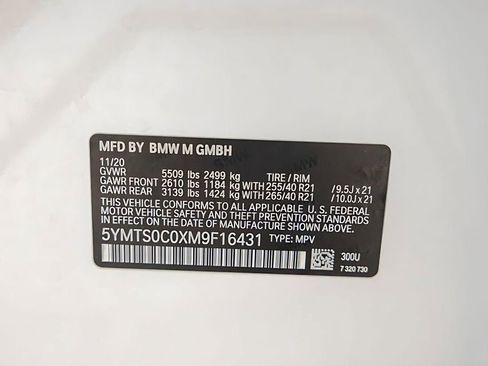 MFD BY BMW M GMBH
11/20
GVWR 5509 lbs 2499 kg TIRE / RIM
GAWR FRONT 2610 lbs 1184 kg WITH 255/40 R21 / 9.5J x 21
GAWR REAR 3139 lbs 1424 kg WITH 265/40 R21 / 10.0J x 21
THIS VEHICLE CONFORMS TO ALL APPLICABLE U. S. FEDERAL
MOTOR VEHICLE SAFETY, BUMPER, AND THEFT PREVENTION
STANDARDS IN EFFECT ON THE DATE OF MANUFACTURE SHOWN ABOVE.
5YMTS0C0XM9F16431 TYPE: MPV
300U
7 320 730